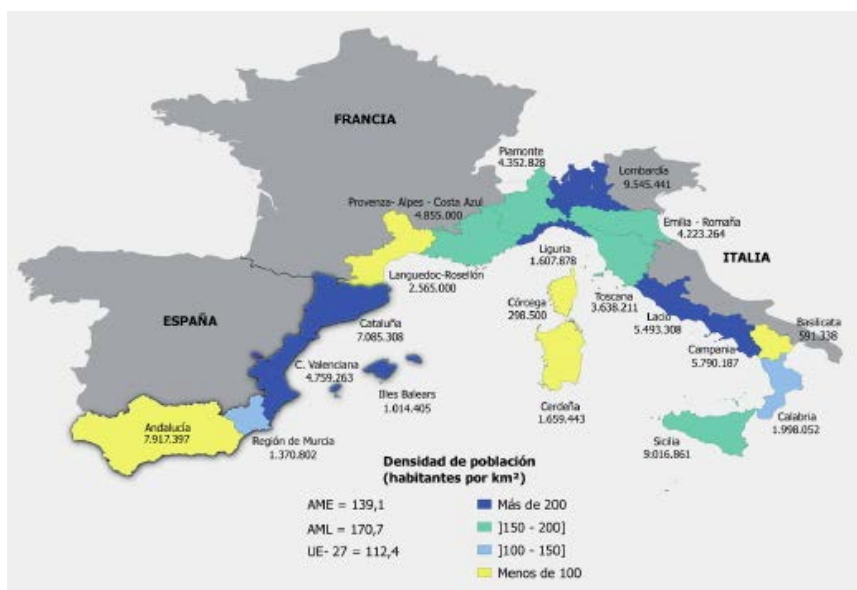 FRANCIA
Piamonte
4.352.828
Lombardía
9.545.441
Provenza- Alpes - Costa Azul
4.855.000
Emilia - Romaña
4.223.264
Liguria
1.607.878
ITALIA
Languedoc-Rosellón
2.565.000
Toscana
3.638.211
Córcega
298.500
ESPAÑA
Cataluña
7.085.308
Lacio
5.493.308
Basilicata
591.338
Campania
5.790.187
C. Valenciana
4.759.263
Illes Balears
1.014.405
Cerdeña
1.659.443
Calabria
1.998.052
Andalucía
7.917.397
Región de Murcia
1.370.802
Sicilia
9.016.861
Densidad de población
(habitantes por km²)
AME = 139,1
AML = 170,7
UE- 27 = 112,4
Más de 200
]150 - 200]
]100 - 150]
Menos de 100